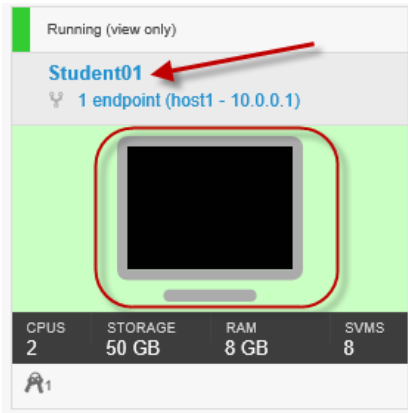 Running (view only)
Student01
1 endpoint (host1 - 10.0.0.1)
CPUS STORAGE RAM SVMS
2 50 GB 8 GB 8
1